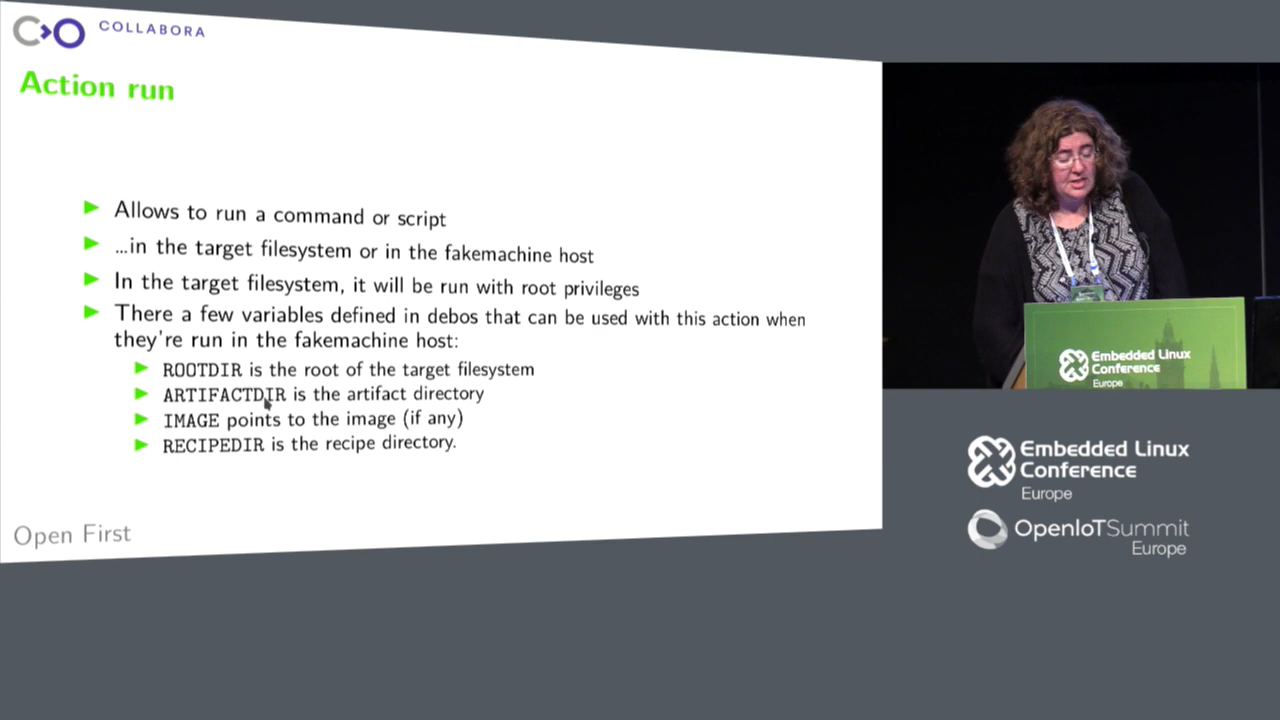 COLLABORA
Action run
Allows to run a command or script
...in the target filesystem or in the fakemachine host
In the target filesystem, it will be run with root privileges
There a few variables defined in debos that can be used with this action when
they're run in the fakemachine host:
ROOTDIR is the root of the target filesystem
ARTIFACTDIR is the artifact directory
IMAGE points to the image (if any)
RECIPEDIR is the recipe directory.
Open First
Embedded Linux
Conference
Europe
Embedded Linux
Conference
Europe
OpenIoTSummit
Europe